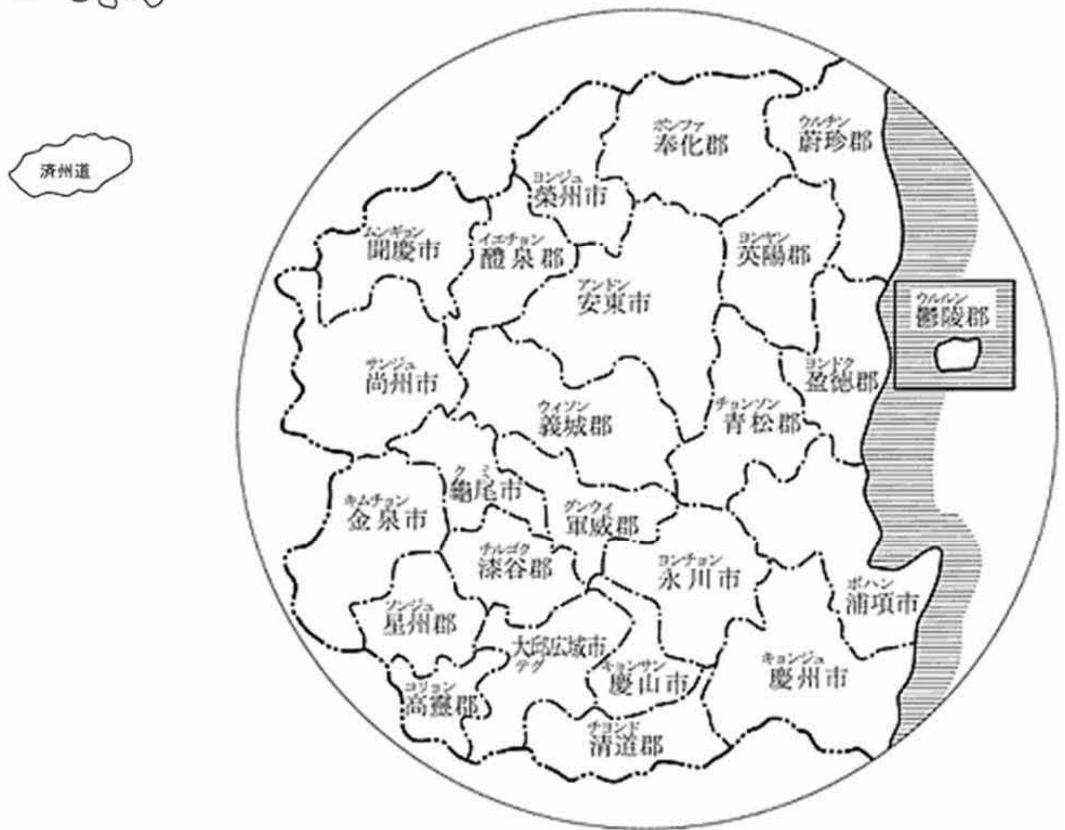 ポンファ
奉化郡
ウルチン
蔚珍郡
済州道
ヨンジュ
榮州市
ムンギョン
聞慶市
イエチョン
醴泉郡
ヨンヤン
英陽郡
アンドン
安東市
ウルルン
鬱陵郡
サンジュ
尚州市
ヨンドク
盈徳郡
ウィソン
義城郡
チョンソン
青松郡
クミ
龜尾市
キムチョン
金泉市
グンウィ
軍威郡
チルゴク
漆谷郡
ヨンチョン
永川市
ポハン
浦項市
ソンジュ
星州郡
大邱広域市
テグ
キョンサン
慶山市
キョンジュ
慶州市
コリョン
高靈郡
チョンド
清道郡